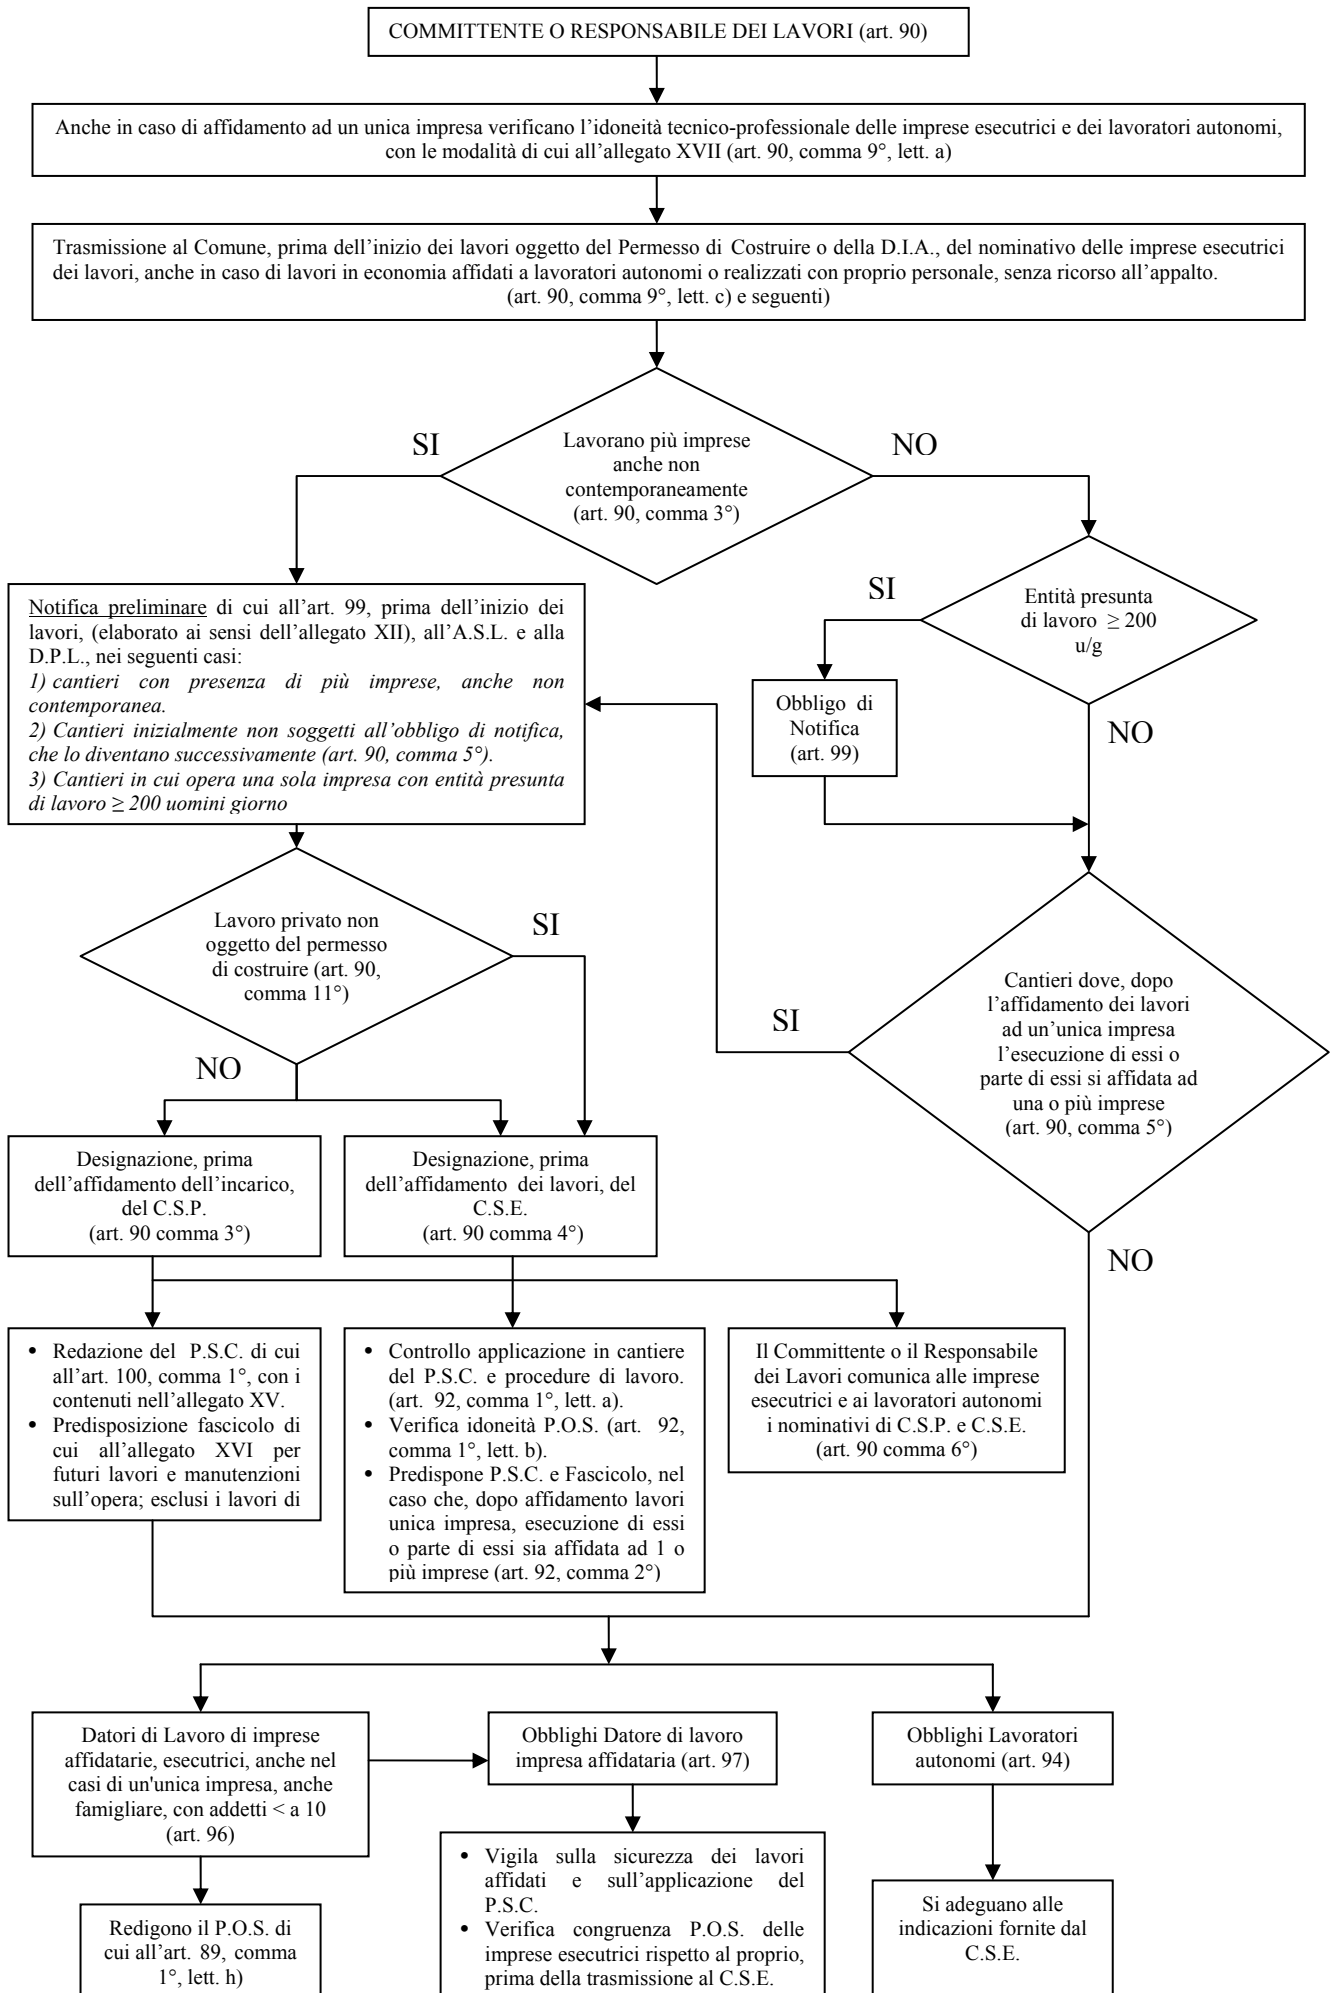 COMMITTENTE O RESPONSABILE DEI LAVORI (art. 90)
Anche in caso di affidamento ad un unica impresa verificano l’idoneità tecnico-professionale delle imprese esecutrici e dei lavoratori autonomi,
con le modalità di cui all’allegato XVII (art. 90, comma 9°, lett. a)
Trasmissione al Comune, prima dell’inizio dei lavori oggetto del Permesso di Costruire o della D.I.A., del nominativo delle imprese esecutrici
dei lavori, anche in caso di lavori in economia affidati a lavoratori autonomi o realizzati con proprio personale, senza ricorso all’appalto.
(art. 90, comma 9°, lett. c) e seguenti)
SI
Lavorano più imprese
anche non
contemporaneamente
(art. 90, comma 3°)
NO
SI
Entità presunta
di lavoro ≥ 200
u/g
Notifica preliminare di cui all’art. 99, prima dell’inizio dei
lavori, (elaborato ai sensi dell’allegato XII), all’A.S.L. e alla
D.P.L., nei seguenti casi:
1) cantieri con presenza di più imprese, anche non
contemporanea.
2) Cantieri inizialmente non soggetti all’obbligo di notifica,
che lo diventano successivamente (art. 90, comma 5°).
3) Cantieri in cui opera una sola impresa con entità presunta
di lavoro ≥ 200 uomini giorno
Obbligo di
Notifica
(art. 99)
NO
Lavoro privato non
oggetto del permesso
di costruire (art. 90,
comma 11°)
SI
NO
SI
Cantieri dove, dopo
l’affidamento dei lavori
ad un’unica impresa
l’esecuzione di essi o
parte di essi si affidata ad
una o più imprese
(art. 90, comma 5°)
NO
Designazione, prima
dell’affidamento dell’incarico,
del C.S.P.
(art. 90 comma 3°)
Designazione, prima
dell’affidamento dei lavori, del
C.S.E.
(art. 90 comma 4°)
• Redazione del P.S.C. di cui
all’art. 100, comma 1°, con i
contenuti nell’allegato XV.
• Predisposizione fascicolo di
cui all’allegato XVI per
futuri lavori e manutenzioni
sull’opera; esclusi i lavori di
• Controllo applicazione in cantiere
del P.S.C. e procedure di lavoro.
(art. 92, comma 1°, lett. a).
• Verifica idoneità P.O.S. (art. 92,
comma 1°, lett. b).
• Predispone P.S.C. e Fascicolo, nel
caso che, dopo affidamento lavori
unica impresa, esecuzione di essi
o parte di essi sia affidata ad 1 o
più imprese (art. 92, comma 2°)
Il Committente o il Responsabile
dei Lavori comunica alle imprese
esecutrici e ai lavoratori autonomi
i nominativi di C.S.P. e C.S.E.
(art. 90 comma 6°)
Datori di Lavoro di imprese
affidatarie, esecutrici, anche nel
casi di un'unica impresa, anche
famigliare, con addetti < a 10
(art. 96)
Obblighi Datore di lavoro
impresa affidataria (art. 97)
Obblighi Lavoratori
autonomi (art. 94)
Redigono il P.O.S. di
cui all’art. 89, comma
1°, lett. h)
• Vigila sulla sicurezza dei lavori
affidati e sull’applicazione del
P.S.C.
• Verifica congruenza P.O.S. delle
imprese esecutrici rispetto al proprio,
prima della trasmissione al C.S.E.
Si adeguano alle
indicazioni fornite dal
C.S.E.